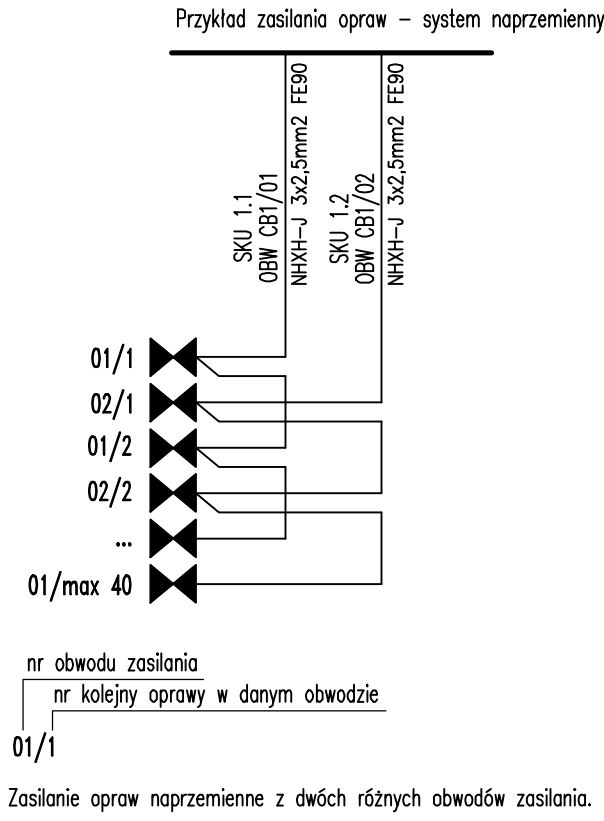 Przykład zasilania opraw – system naprzemienny
SKU 1.1
OBW CB1/01
NHXH-J 3x2,5mm2 FE90
SKU 1.2
OBW CB1/02
NHXH-J 3x2,5mm2 FE90
01/1
02/1
01/2
02/2
...
01/max 40
nr obwodu zasilania
nr kolejny oprawy w danym obwodzie
01/1
Zasilanie opraw naprzemienne z dwóch różnych obwodów zasilania.